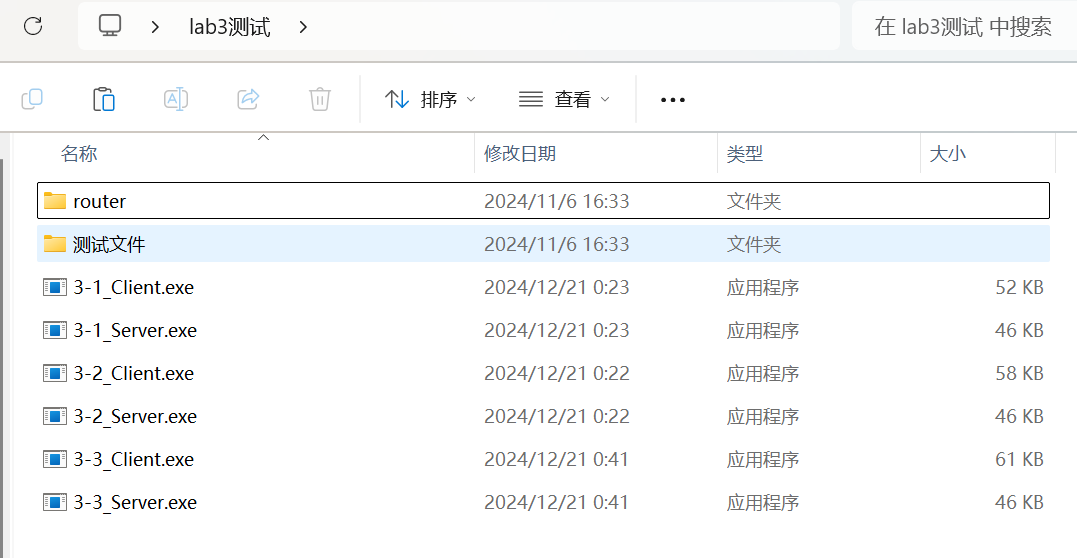 lab3测试
在 lab3测试 中搜索
排序 查看
名称 修改日期 类型 大小
router 2024/11/6 16:33 文件夹
测试文件 2024/11/6 16:33 文件夹
3-1_Client.exe 2024/12/21 0:23 应用程序 52 KB
3-1_Server.exe 2024/12/21 0:23 应用程序 46 KB
3-2_Client.exe 2024/12/21 0:22 应用程序 58 KB
3-2_Server.exe 2024/12/21 0:22 应用程序 46 KB
3-3_Client.exe 2024/12/21 0:41 应用程序 61 KB
3-3_Server.exe 2024/12/21 0:41 应用程序 46 KB